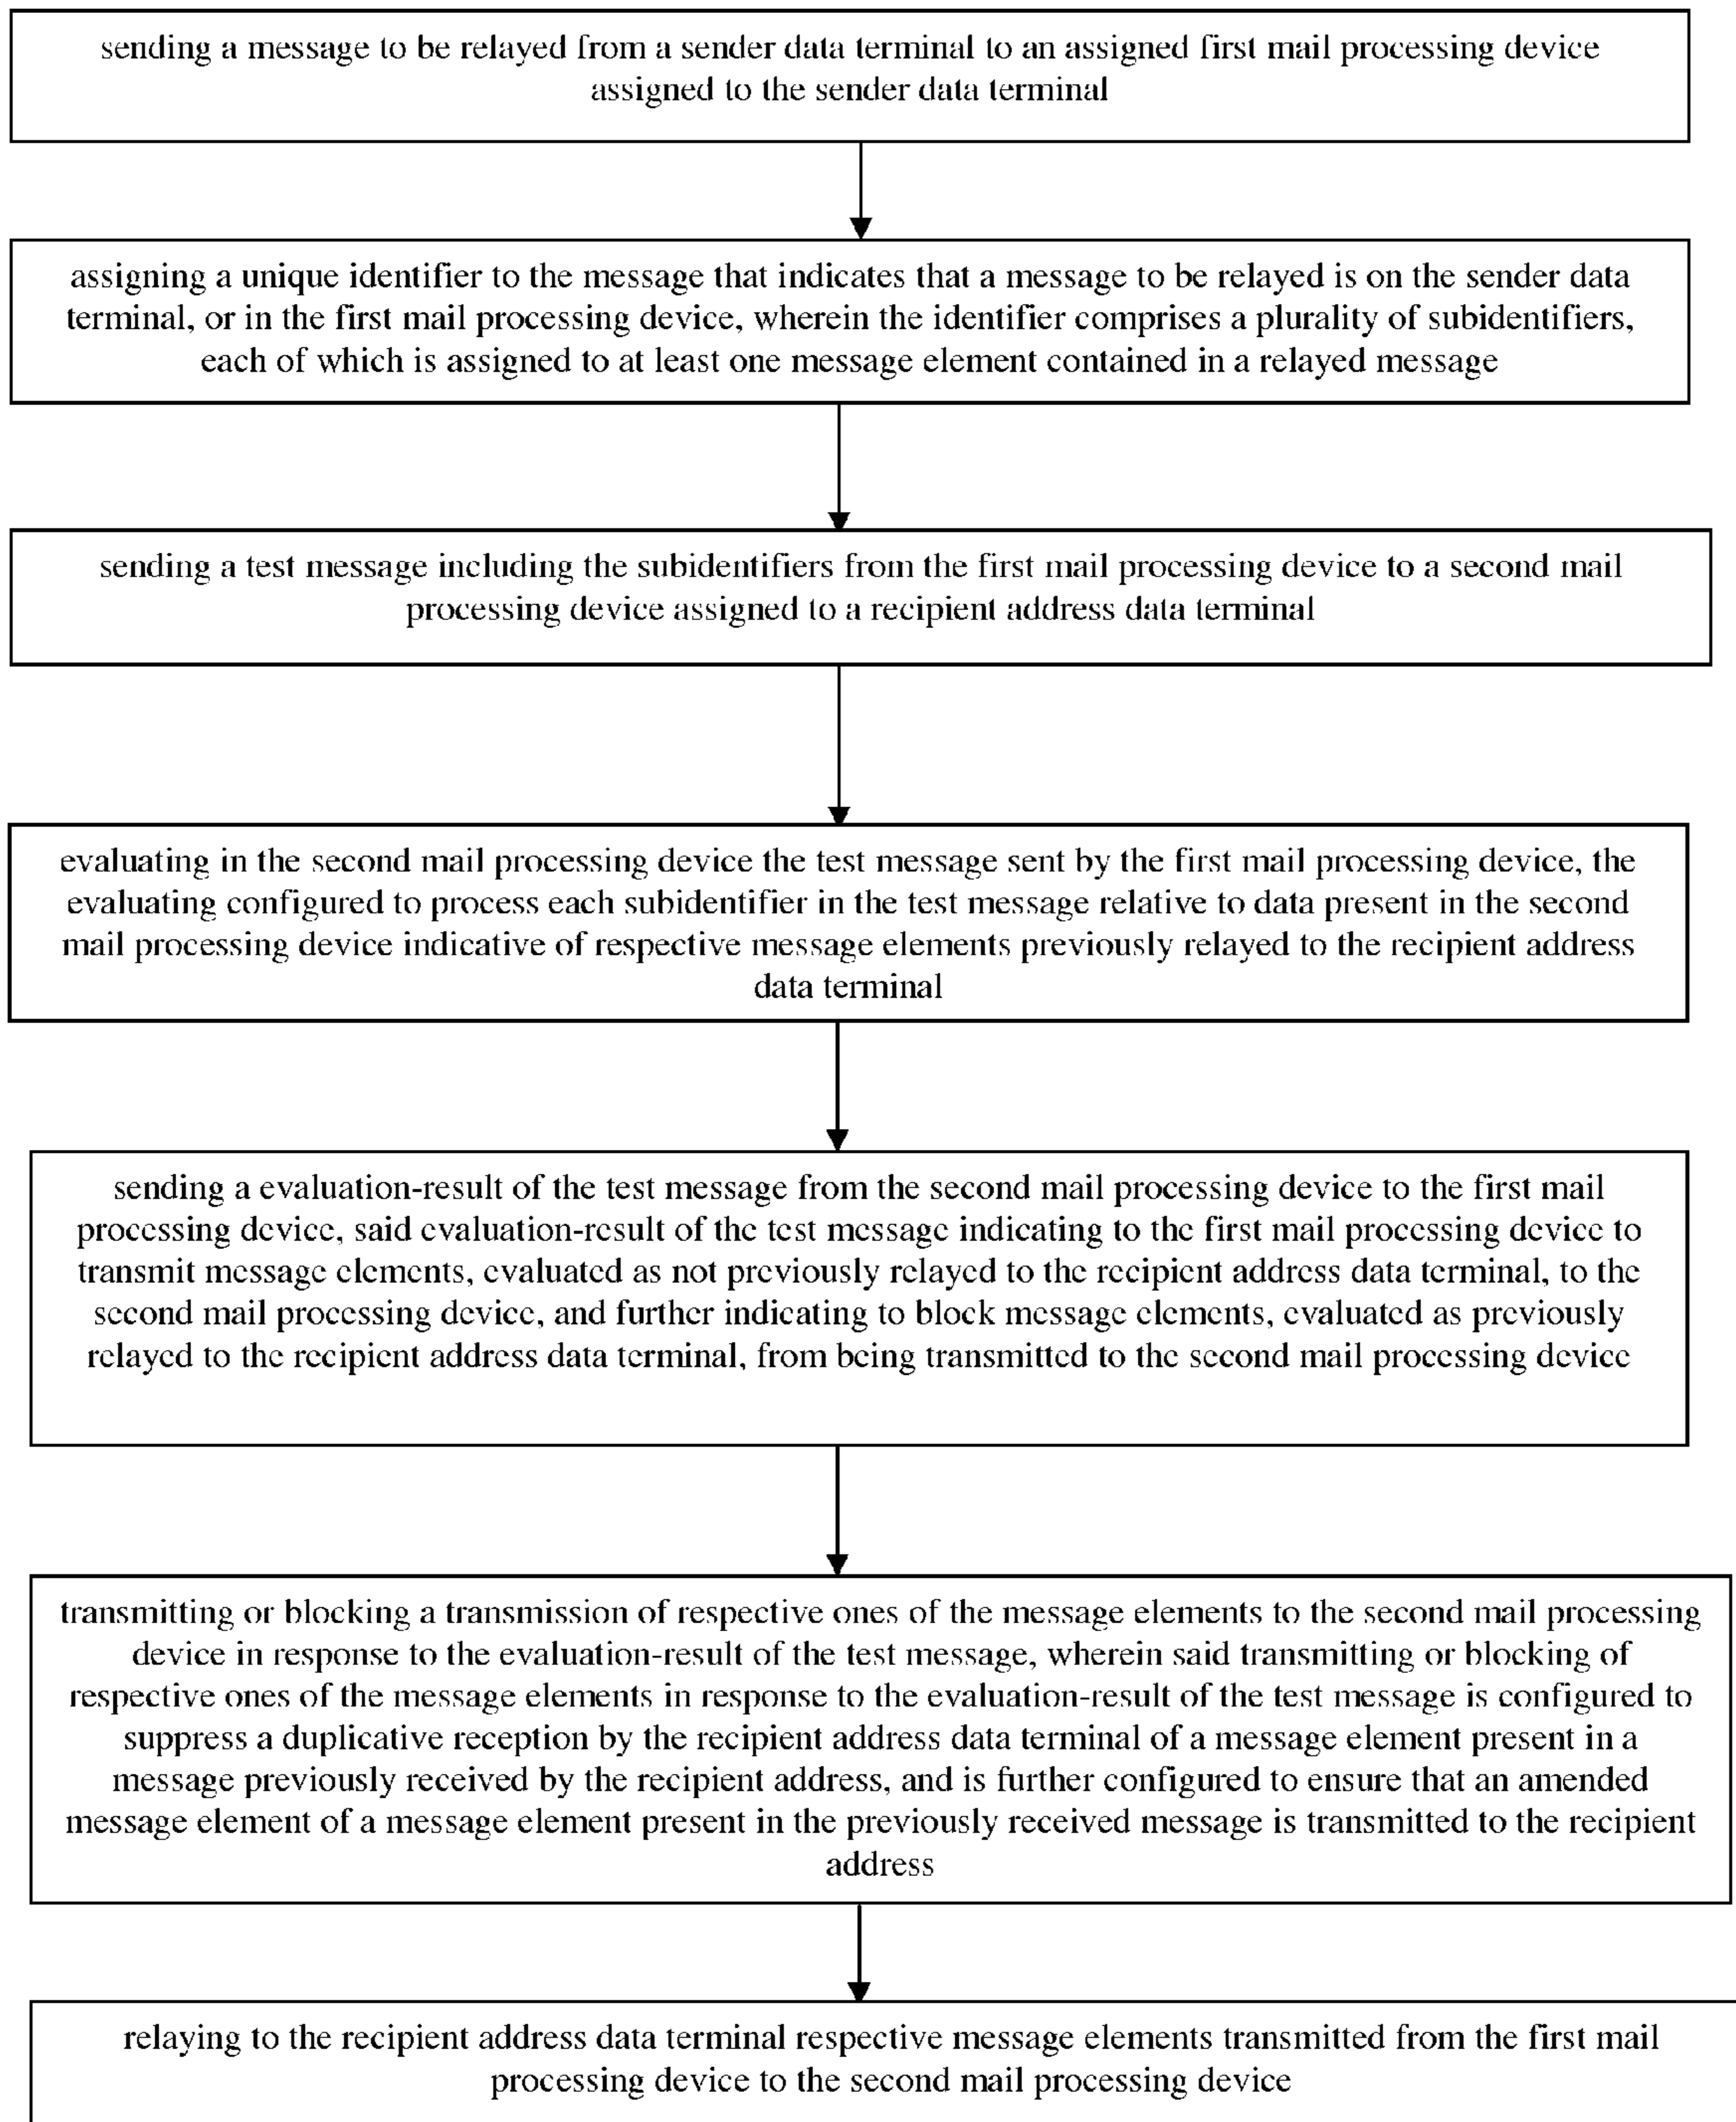 sending a message to be relayed from a sender data terminal to an assigned first mail processing device
assigned to the sender data terminal
assigning a unique identifier to the message that indicates that a message to be relayed is on the sender data
terminal, or in the first mail processing device, wherein the identifier comprises a plurality of subidentifiers,
each of which is assigned to at least one message element contained in a relayed message
sending a test message including the subidentifiers from the first mail processing device to a second mail
processing device assigned to a recipient address data terminal
evaluating in the second mail processing device the test message sent by the first mail processing device, the
evaluating configured to process each subidentifier in the test message relative to data present in the second
mail processing device indicative of respective message elements previously relayed to the recipient address
data terminal
sending a evaluation-result of the test message from the second mail processing device to the first mail
processing device, said evaluation-result of the test message indicating to the first mail processing device to
transmit message elements, evaluated as not previously relayed to the recipient address data terminal, to the
second mail processing device, and further indicating to block message elements, evaluated as previously
relayed to the recipient address data terminal, from being transmitted to the second mail processing device
transmitting or blocking a transmission of respective ones of the message elements to the second mail processing
device in response to the evaluation-result of the test message, wherein said transmitting or blocking of
respective ones of the message elements in response to the evaluation-result of the test message is configured to
suppress a duplicative reception by the recipient address data terminal of a message element present in a
message previously received by the recipient address, and is further configured to ensure that an amended
message element of a message element present in the previously received message is transmitted to the recipient
address
relaying to the recipient address data terminal respective message elements transmitted from the first mail
processing device to the second mail processing device